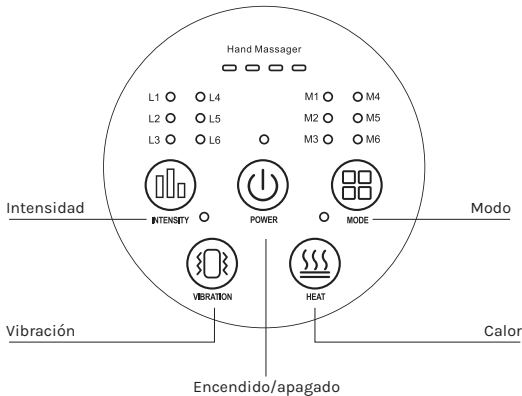 Hand Massager
L1 L4 M1 M4
L2 L5 M2 M5
L3 L6 M3 M6
Intensidad
INTENSITY
POWER
MODE
Modo
VIBRATION
HEAT
Vibración
Calor
Encendido/apagado